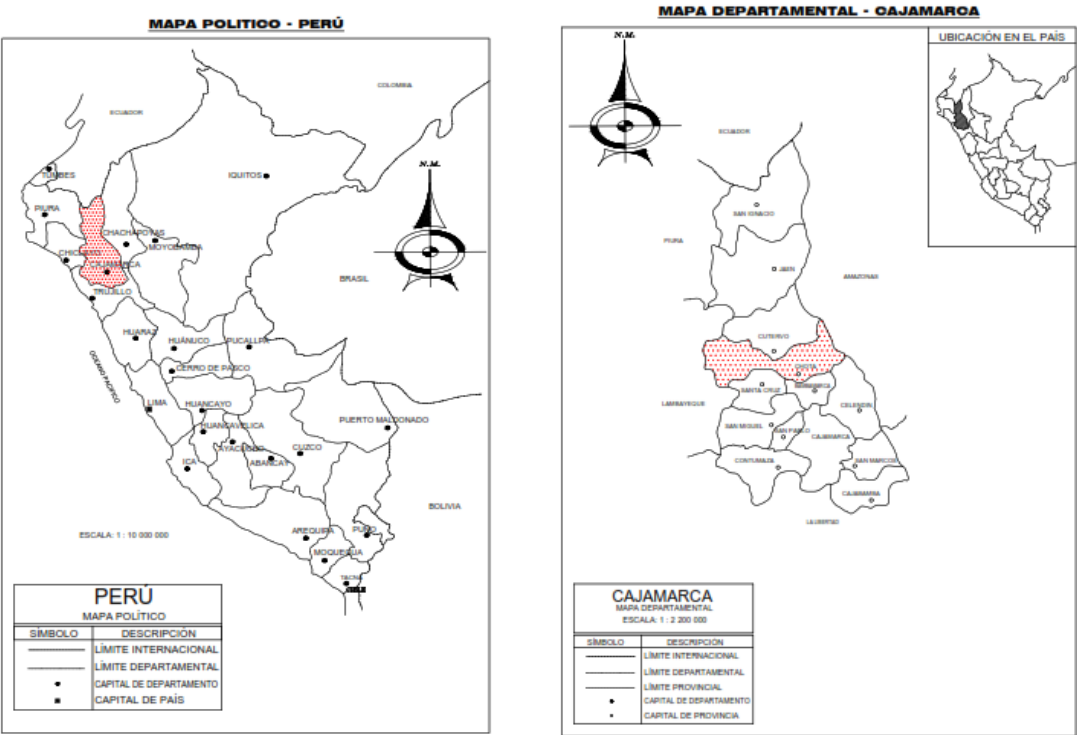 MAPA POLITICO - PERÚ
COLOMBIA
ECUADOR
N.M.
TUMBES
IQUITOS
PIURA
CHACHAPOYAS
MOYOBAMBA
CHICLAYO
CAJAMARCA
BRASIL
TRUJILLO
HUARAZ
HUÁNUCO
PUCALLPA
OCEANO PACIFICO
CERRO DE PASCO
LIMA
HUANCAYO
PUERTO MALDONADO
HUANCAVELICA
AYACUCHO
CUZCO
ICA
ABANCAY
BOLIVIA
ESCALA: 1 : 10 000 000
AREQUIPA
PUNO
MOQUEGUA
TACNA
CHILE
PERÚ
MAPA POLÍTICO
SÍMBOLO DESCRIPCIÓN
LÍMITE INTERNACIONAL
LÍMITE DEPARTAMENTAL
CAPITAL DE DEPARTAMENTO
CAPITAL DE PAÍS
MAPA DEPARTAMENTAL - CAJAMARCA
N.M.
UBICACIÓN EN EL PAÍS
ECUADOR
SAN IGNACIO
PIURA
JAEN
AMAZONAS
CUTERVO
CHOTA
SANTA CRUZ
LAMBAYEQUE
CELENDIN
SAN MIGUEL
SAN PABLO
CAJAMARCA
CONTUMAZA
SAN MARCOS
CAJABAMBA
LA LIBERTAD
CAJAMARCA
MAPA DEPARTAMENTAL
ESCALA: 1 : 2 200 000
SÍMBOLO DESCRIPCIÓN
LÍMITE INTERNACIONAL
LÍMITE DEPARTAMENTAL
LÍMITE PROVINCIAL
CAPITAL DE DEPARTAMENTO
CAPITAL DE PROVINCIA